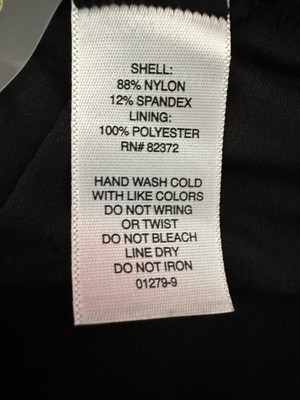 SHELL:
88% NYLON
12% SPANDEX
LINING:
100% POLYESTER
RN# 82372
HAND WASH COLD
WITH LIKE COLORS
DO NOT WRING
OR TWIST
DO NOT BLEACH
LINE DRY
DO NOT IRON
01279-9